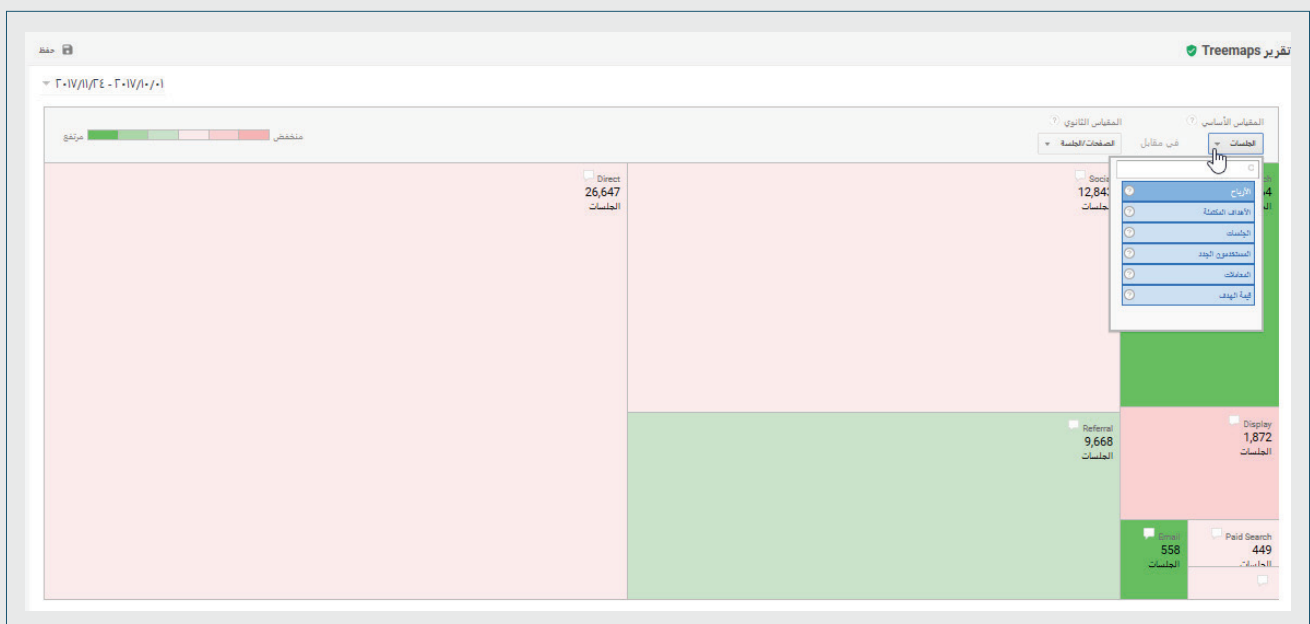 تقرير Treemaps
حفظ
٢٠١٧/١٠/٠١ - ٢٠١٧/١١/٢٤
المقياس الأساسي ?
المقياس الثانوي ?
الجلسات
في مقابل
الصفحات/الجلسة
منخفض
مرتفع
الأرباح ?
الأهداف المكتملة ?
الجلسات ?
المستخدمون الجدد ?
المعاملات ?
قيمة الهدف ?
Direct
26,647
الجلسات
Referral
9,668
الجلسات
Display
1,872
الجلسات
Email
558
الجلسات
Paid Search
449
الجلسات